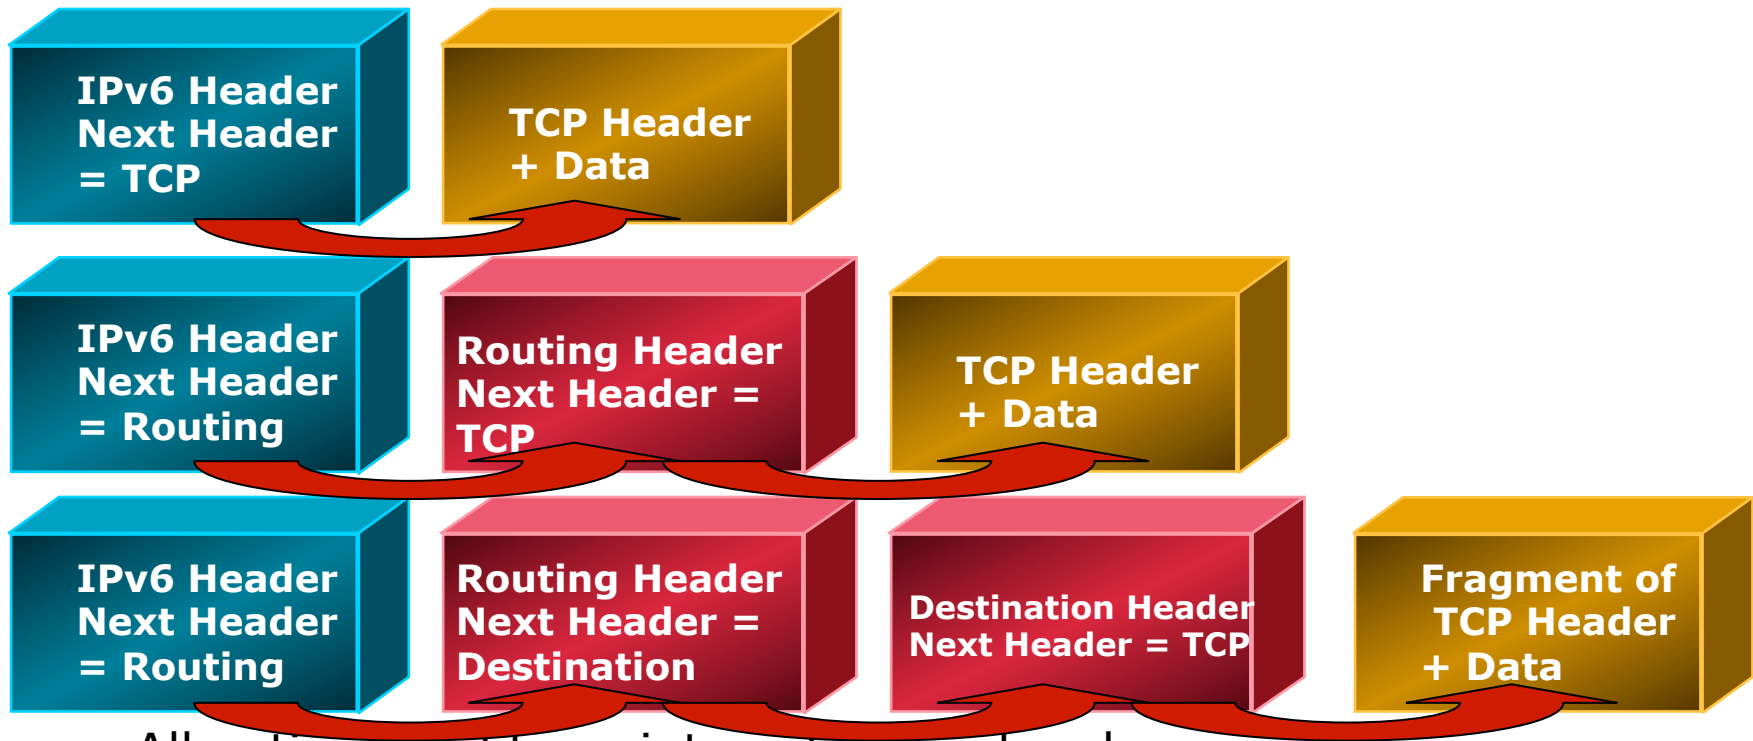 IPv6 Header
Next Header
= TCP
TCP Header
+ Data
IPv6 Header
Next Header
= Routing
Routing Header
Next Header =
TCP
TCP Header
+ Data
IPv6 Header
Next Header
= Routing
Routing Header
Next Header =
Destination
Destination Header
Next Header = TCP
Fragment of
TCP Header
+ Data